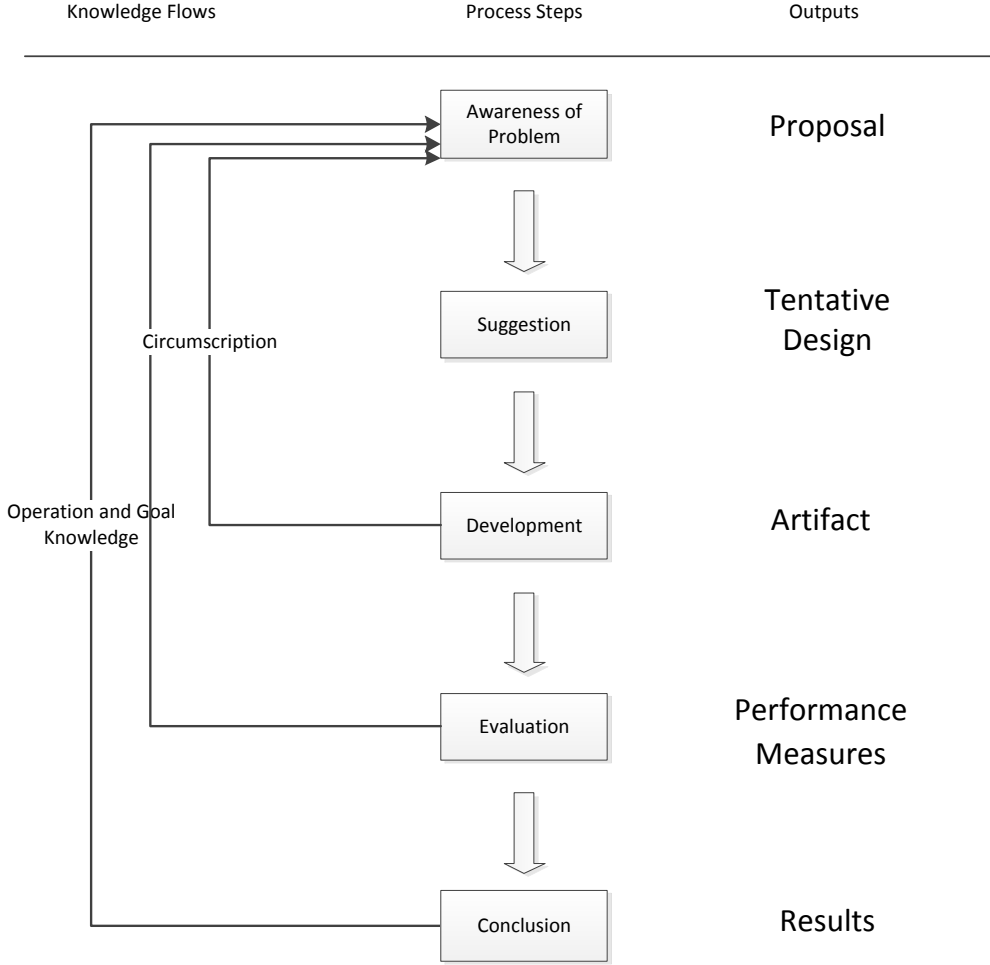 Knowledge Flows
Process Steps
Outputs
Awareness of
Problem
Proposal
Suggestion
Tentative
Design
Circumscription
Operation and Goal
Knowledge
Development
Artifact
Evaluation
Performance
Measures
Conclusion
Results